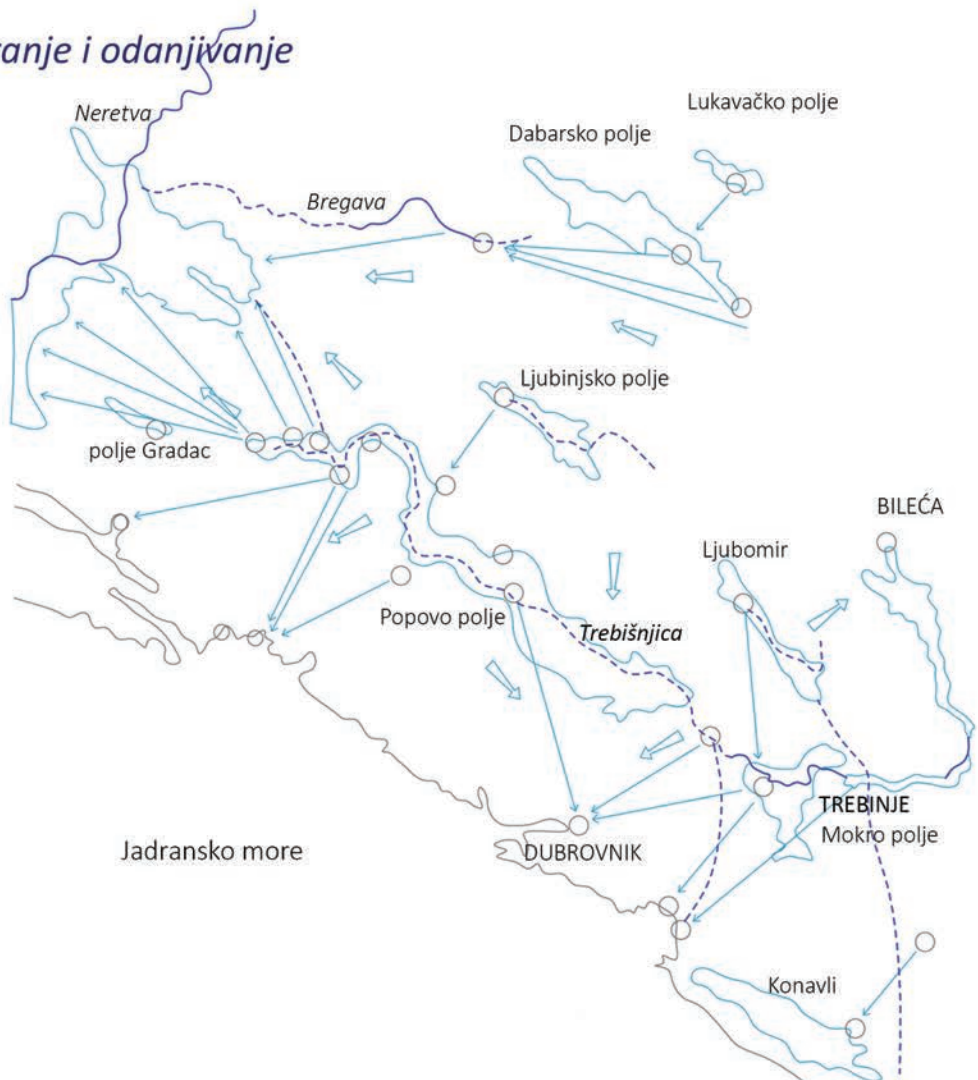 i odanjivanje
Neretva
Lukavačko polje
Dabarsko polje
Bregava
Ljubinjsko polje
polje Gradac
BILEĆA
Ljubomir
Popovo polje
Trebišnjica
TREBINJE
Mokro polje
Jadransko more
DUBROVNIK
Konavli